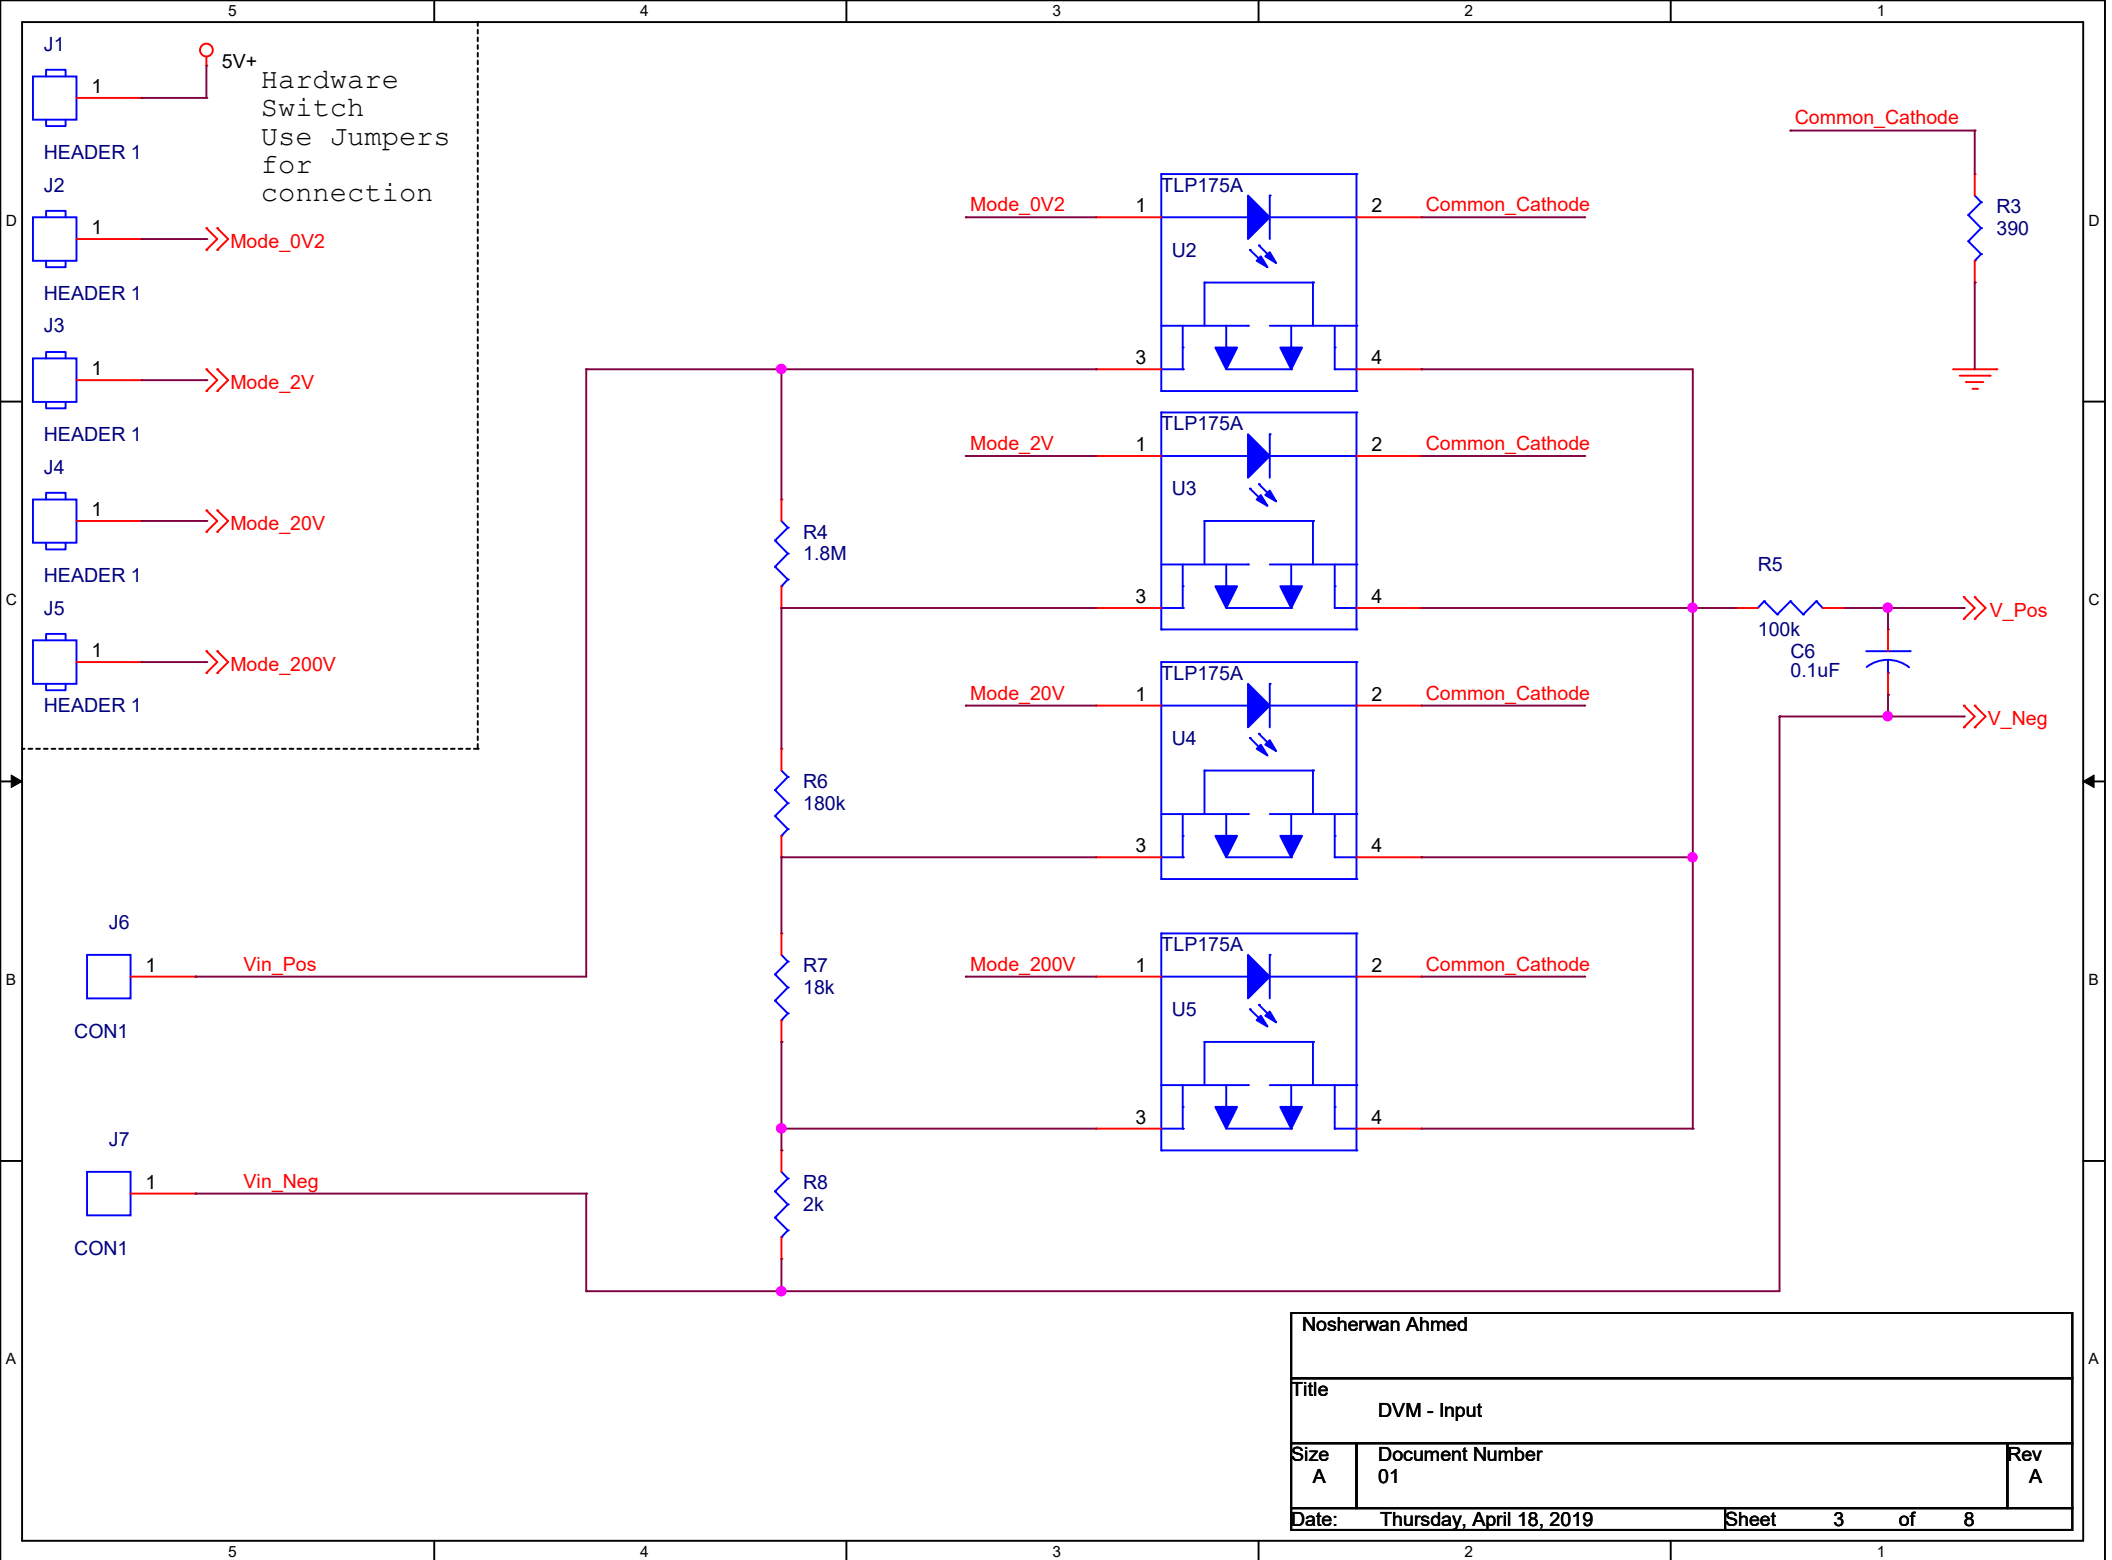 5 4 3 2 1
J1
5V+
1
HEADER 1
Hardware
Switch
Use Jumpers
for
connection
J2
1
Mode_0V2
HEADER 1
J3
1
Mode_2V
HEADER 1
J4
1
Mode_20V
HEADER 1
J5
1
Mode_200V
HEADER 1
D
C
B
A
J6
1 Vin_Pos
CON1
J7
1 Vin_Neg
CON1
R4
1.8M
R6
180k
R7
18k
R8
2k
TLP175A
Mode_0V2 1 2 Common_Cathode
U2
3 4
TLP175A
Mode_2V 1 2 Common_Cathode
U3
3 4
TLP175A
Mode_20V 1 2 Common_Cathode
U4
3 4
TLP175A
Mode_200V 1 2 Common_Cathode
U5
3 4
Common_Cathode
R3
390
R5
100k
C6
0.1uF
V_Pos
V_Neg
D
C
B
A
Nosherwan Ahmed
Title
DVM - Input
Size Document Number Rev
A 01 A
Date: Thursday, April 18, 2019 Sheet 3 of 8
5 4 3 2 1